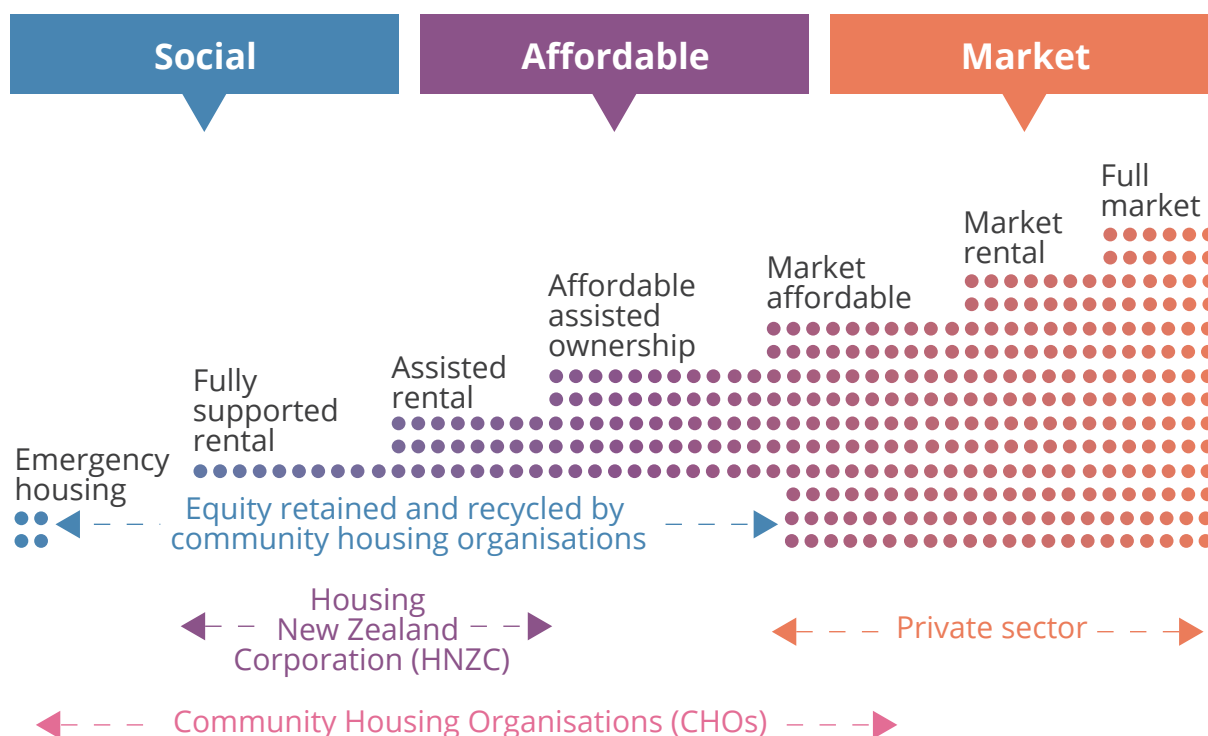 Social
Affordable
Market
Full
market
Market
rental
Market
affordable
Affordable
assisted
ownership
Assisted
rental
Fully
supported
rental
Emergency
housing
Equity retained and recycled by
community housing organisations
Housing
New Zealand
Corporation (HNZC)
Private sector
Community Housing Organisations (CHOs)